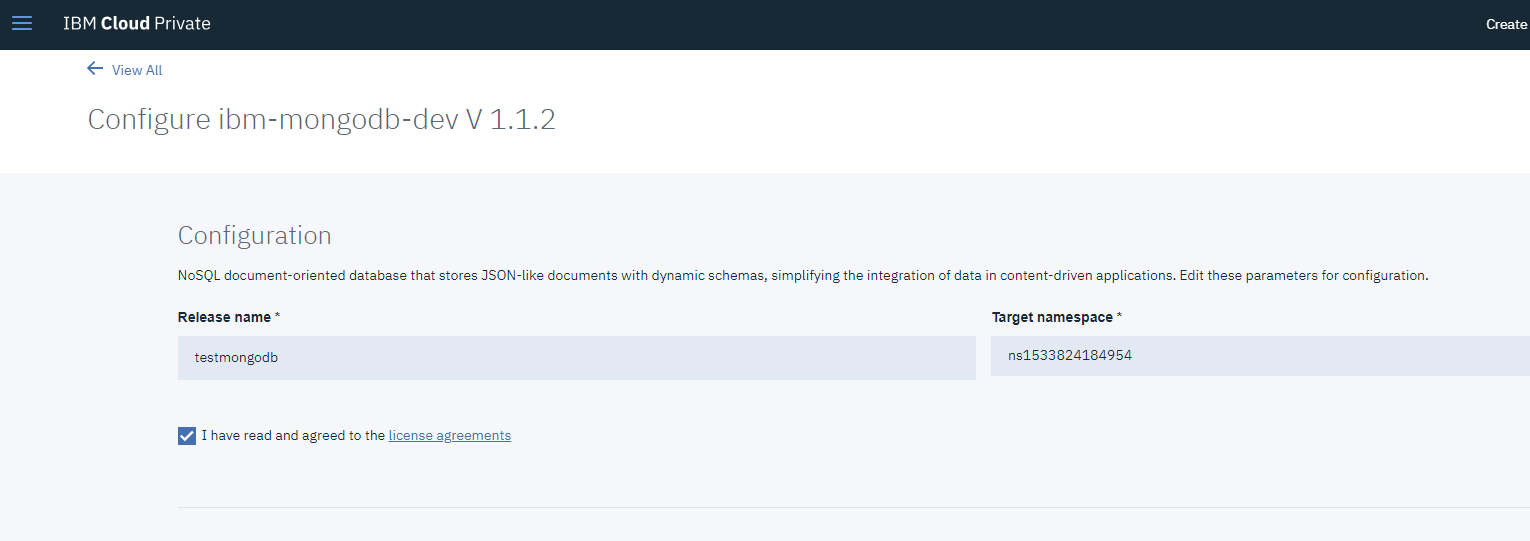 IBM Cloud Private
Create
View All
Configure ibm-mongodb-dev V 1.1.2
Configuration
NoSQL document-oriented database that stores JSON-like documents with dynamic schemas, simplifying the integration of data in content-driven applications. Edit these parameters for configuration.
Release name *
Target namespace *
testmongodb
ns1533824184954
I have read and agreed to the license agreements